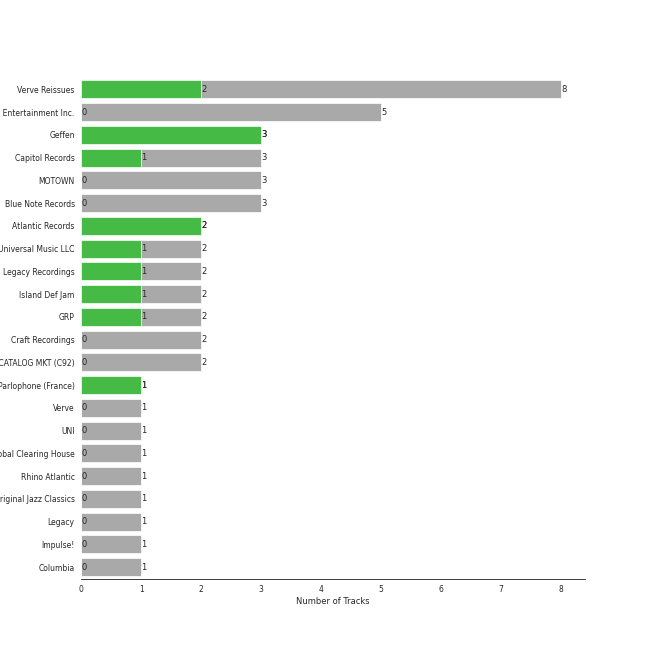 Verve Reissues 2 8
Entertainment Inc. 0 5
Geffen 3
Capitol Records 1 3
MOTOWN 0 3
Blue Note Records 0 3
Atlantic Records 2
Universal Music LLC 1 2
Legacy Recordings 1 2
Island Def Jam 1 2
GRP 1 2
Craft Recordings 0 2
CATALOG MKT (C92) 0 2
Parlophone (France) 1
Verve 0 1
UNI 0 1
obal Clearing House 0 1
Rhino Atlantic 0 1
riginal Jazz Classics 0 1
Legacy 0 1
Impulse! 0 1
Columbia 0 1
0 1 2 3 4 5 6 7 8
Number of Tracks